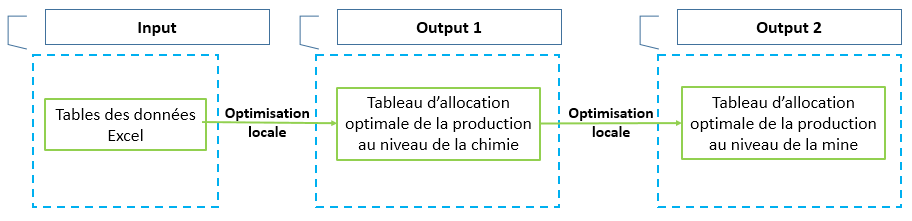 Input
Output 1
Output 2
Tables des données
Excel
Optimisation
locale
Tableau d’allocation
optimale de la production
au niveau de la chimie
Optimisation
locale
Tableau d’allocation
optimale de la production
au niveau de la mine